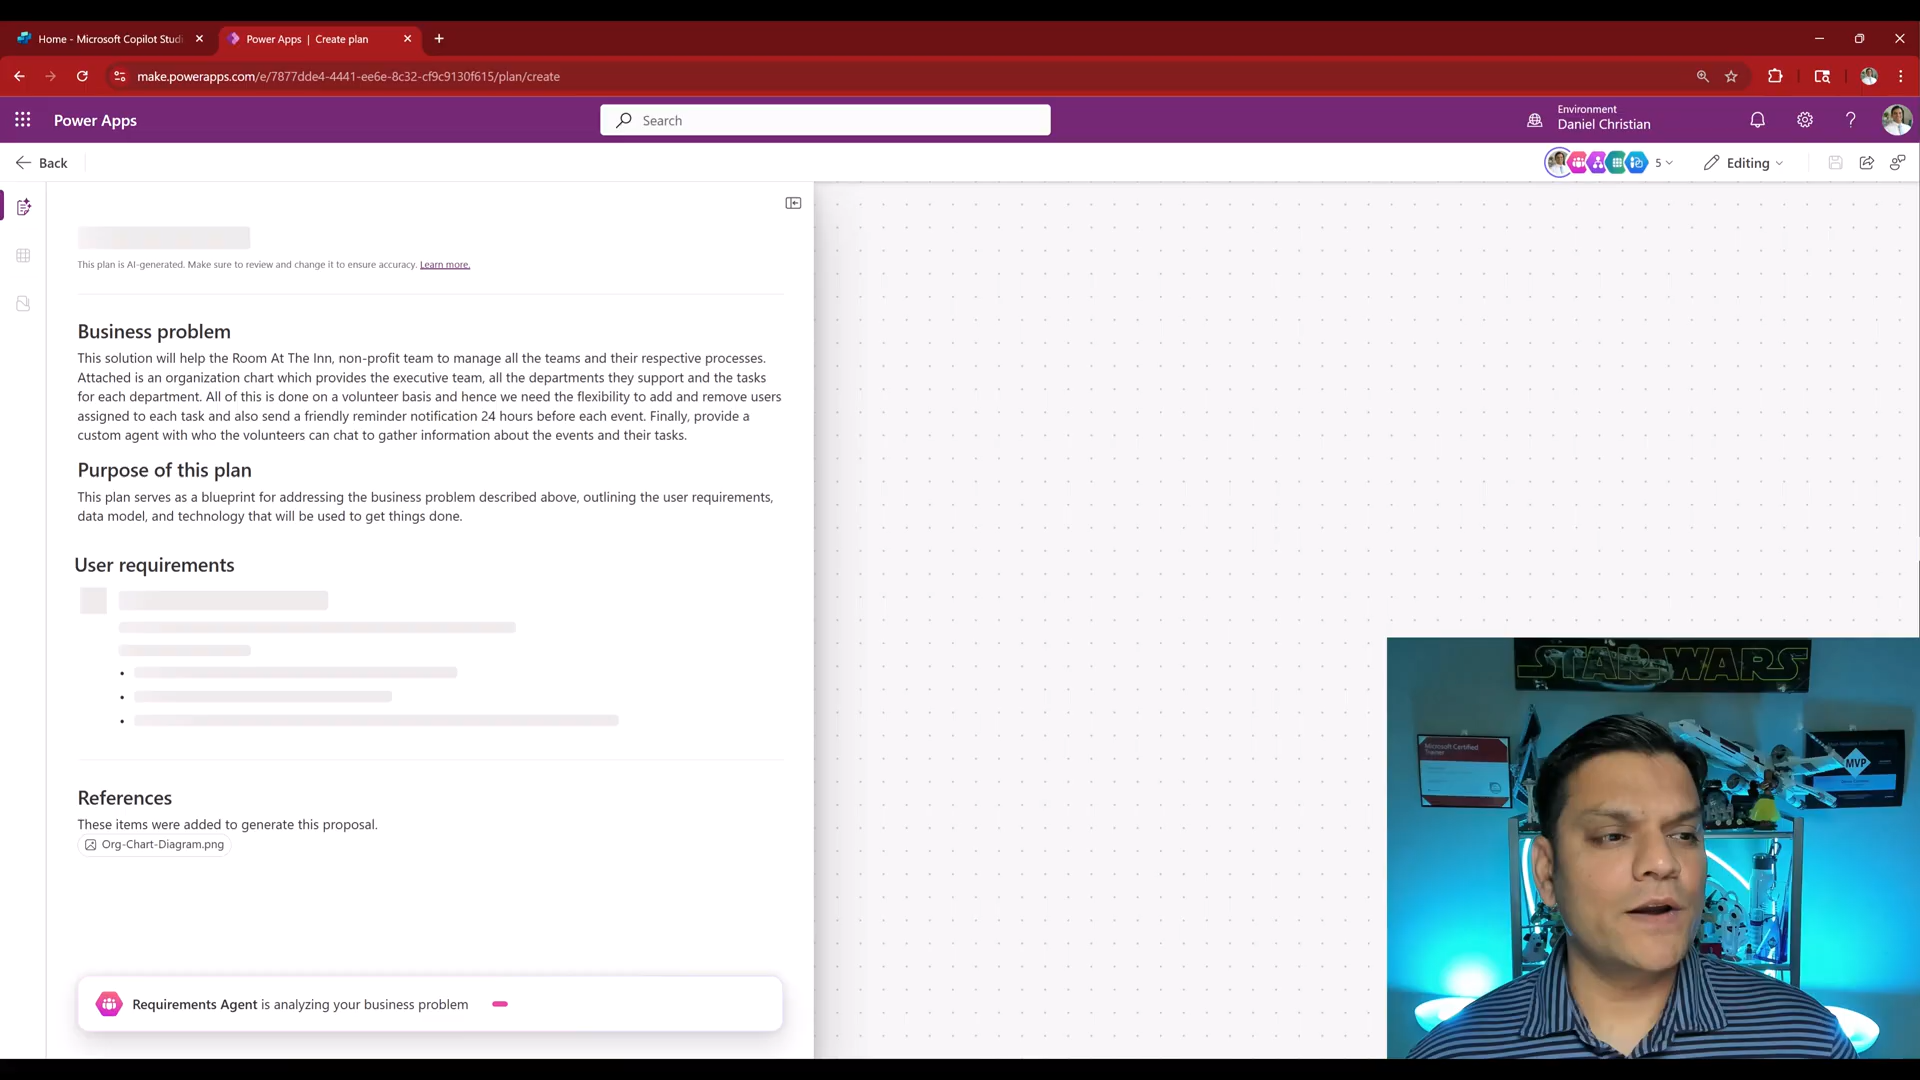 Home - Microsoft Copilot Studi
Power Apps | Create plan
make.powerapps.com/e/7877dde4-4441-ee6e-8c32-cf9c9130f615/plan/create
Power Apps
Search
Environment
Daniel Christian
Back
5
Editing
This plan is AI-generated. Make sure to review and change it to ensure accuracy. Learn more.
Business problem
This solution will help the Room At The Inn, non-profit team to manage all the teams and their respective processes.
Attached is an organization chart which provides the executive team, all the departments they support and the tasks
for each department. All of this is done on a volunteer basis and hence we need the flexibility to add and remove users
assigned to each task and also send a friendly reminder notification 24 hours before each event. Finally, provide a
custom agent with who the volunteers can chat to gather information about the events and their tasks.
Purpose of this plan
This plan serves as a blueprint for addressing the business problem described above, outlining the user requirements,
data model, and technology that will be used to get things done.
User requirements
References
These items were added to generate this proposal.
Org-Chart-Diagram.png
Requirements Agent is analyzing your business problem
STAR WARS
Microsoft Certified
Trainer
MVP